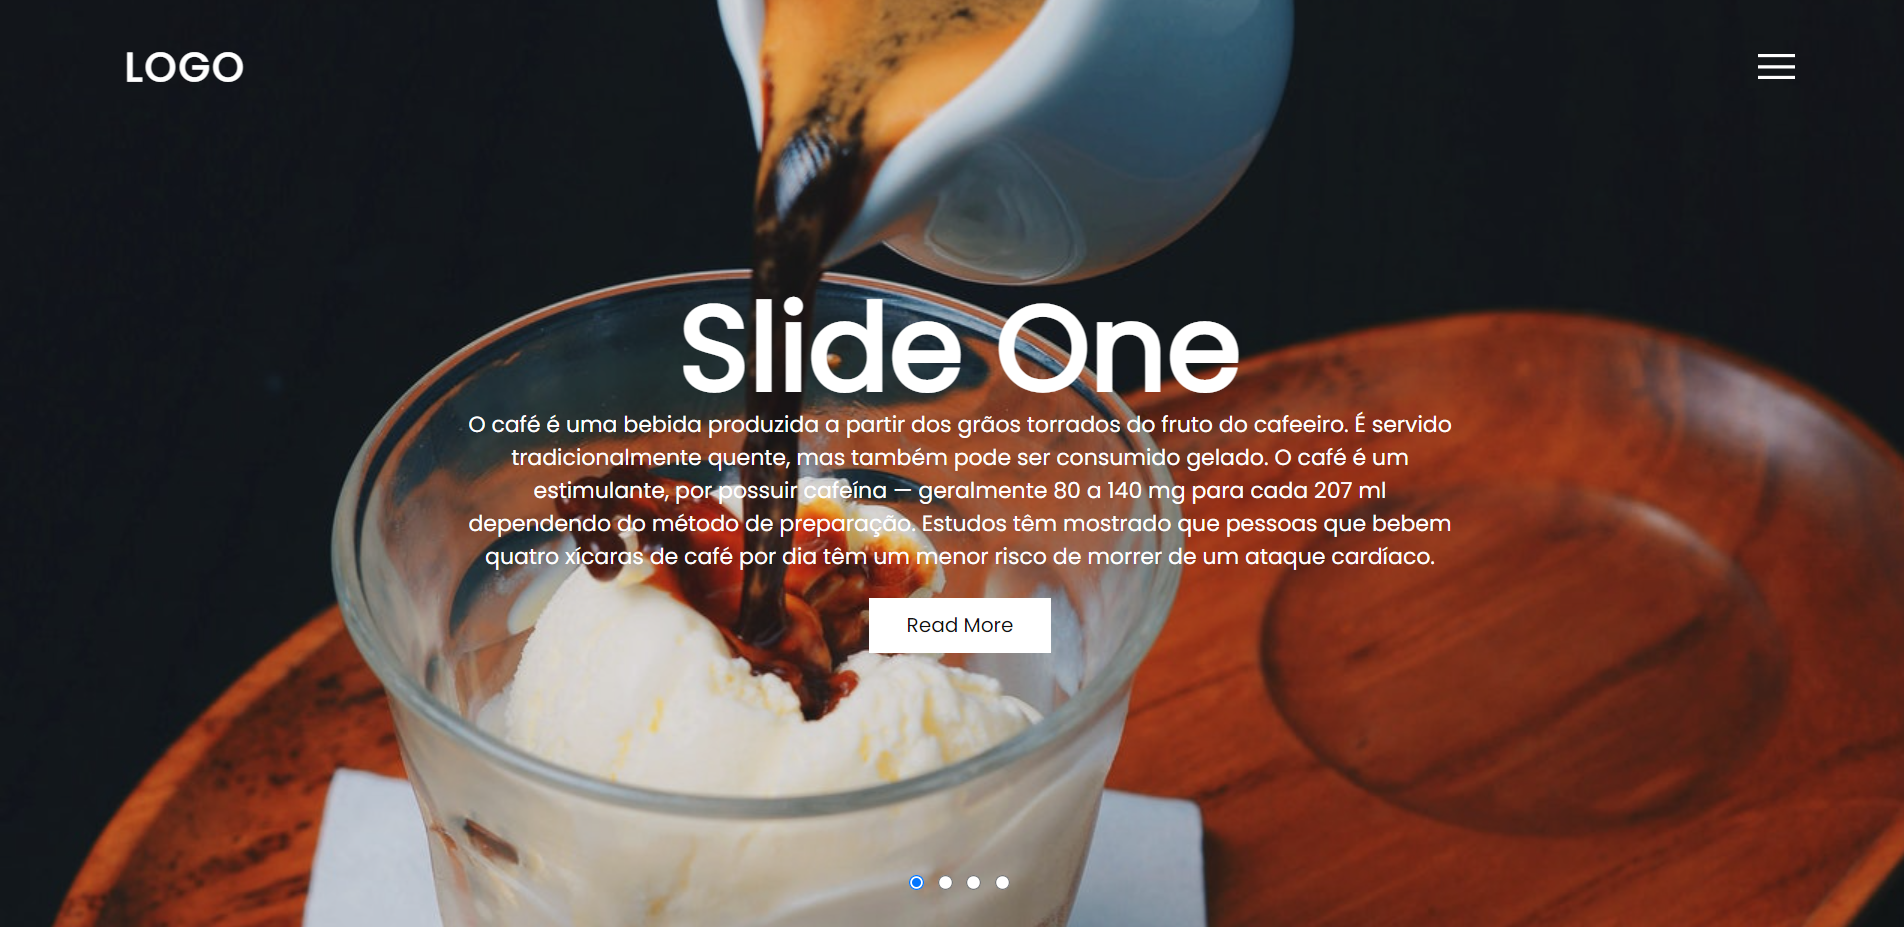 LOGO
Slide One
O café é uma bebida produzida a partir dos grãos torrados do fruto do cafeeiro. É servido
tradicionalmente quente, mas também pode ser consumido gelado. O café é um
estimulante, por possuir cafeína — geralmente 80 a 140 mg para cada 207 ml
dependendo do método de preparação. Estudos têm mostrado que pessoas que bebem
quatro xícaras de café por dia têm um menor risco de morrer de um ataque cardíaco.
Read More